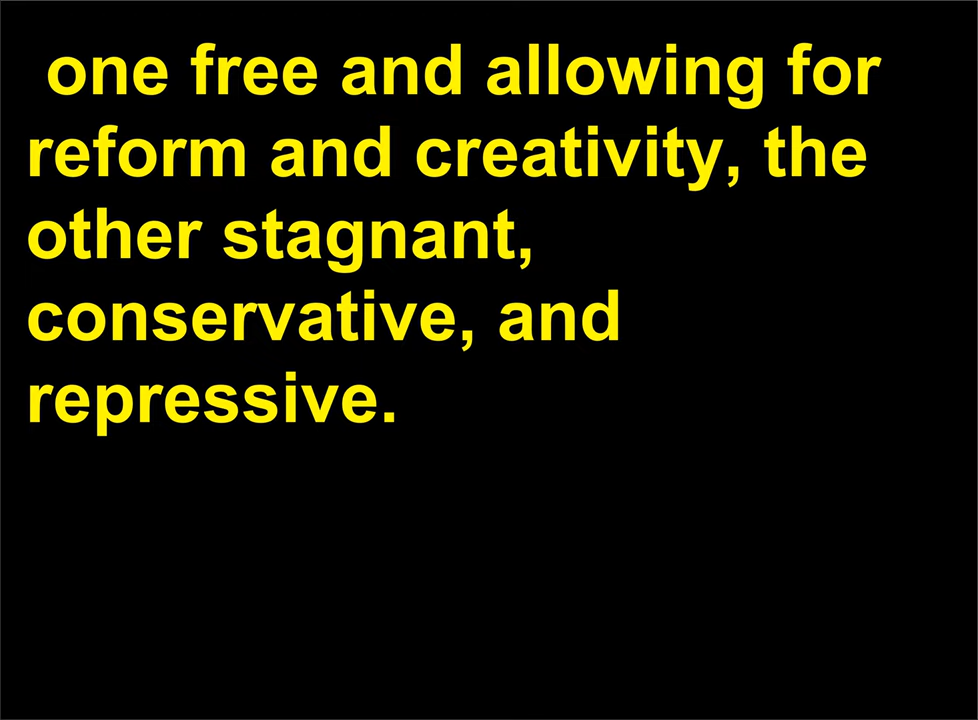 one free and allowing for
reform and creativity, the
other stagnant,
conservative, and
repressive.